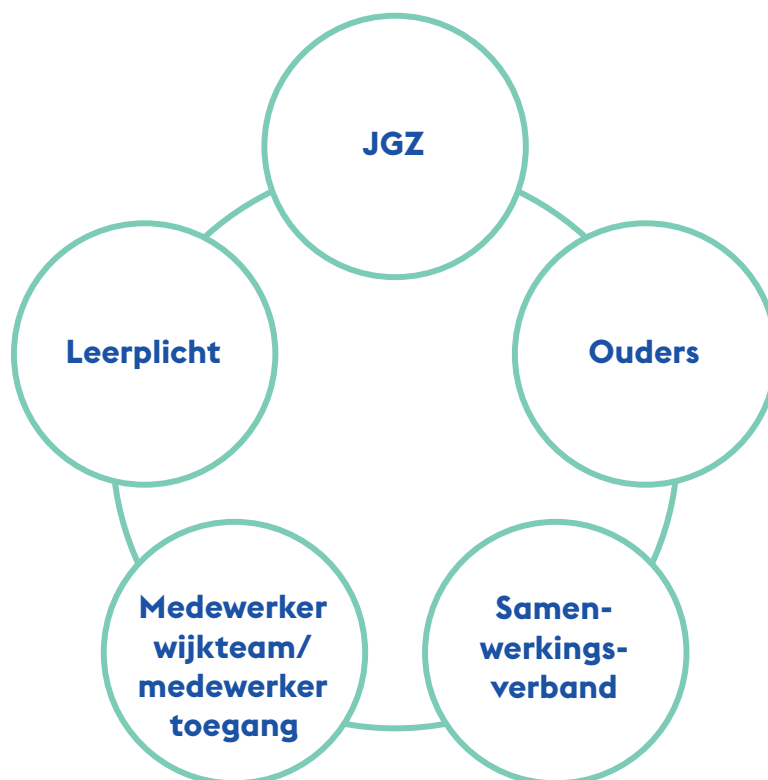 JGZ
Leerplicht
Ouders
Medewerker
wijkteam/
medewerker
toegang
Samen-
werkings-
verband